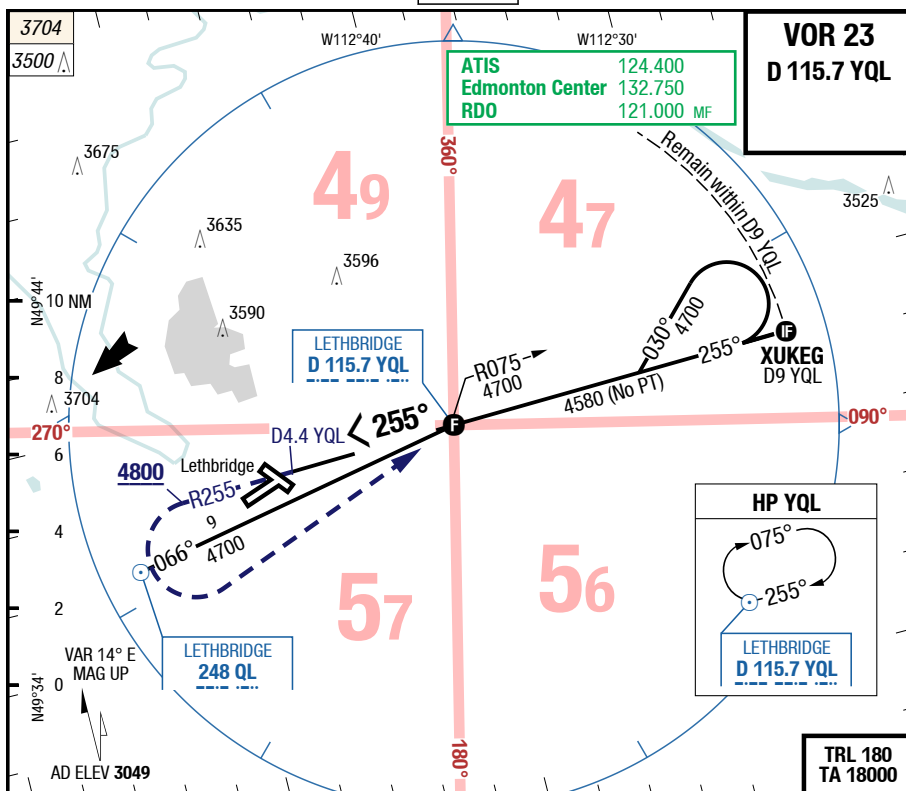 3704
3500
W112°40'
W112°30'
VOR 23
D 115.7 YQL
ATIS 124.400
Edmonton Center 132.750
RDO 121.000 MF
360°
Remain within D9 YQL
3675
3525
49
47
3635
3596
N49°44'
10 NM
3590
030°
4700
255°
IF
XUKEG
D9 YQL
LETHBRIDGE
D 115.7 YQL
R075
4700
4580 (No PT)
8
3704
270°
090°
255°
F
D4.4 YQL
6
Lethbridge
4800
R255
9
4700
066°
4
HP YQL
075°
255°
LETHBRIDGE
D 115.7 YQL
57
56
2
LETHBRIDGE
248 QL
VAR 14° E
MAG UP
0
N49°34'
180°
AD ELEV 3049
TRL 180
TA 18000